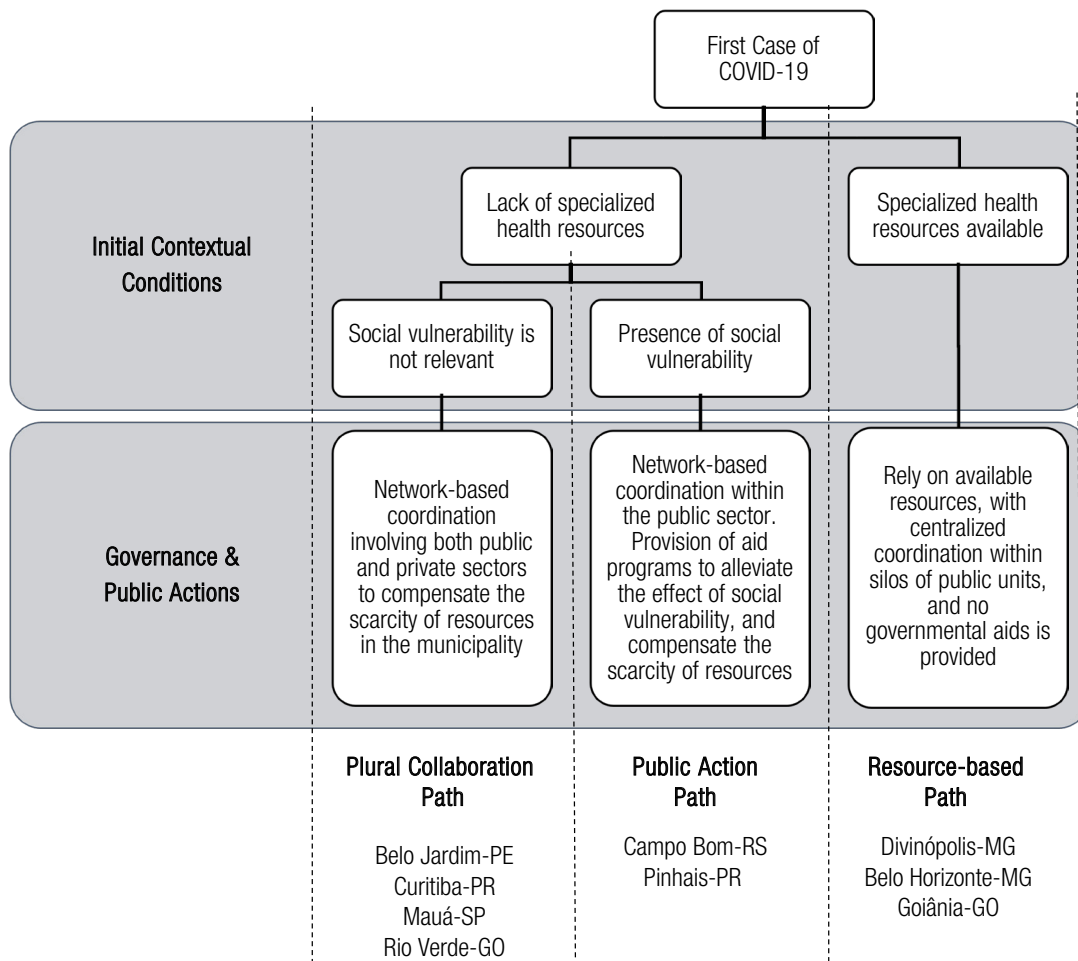 First Case of
COVID-19
Initial Contextual
Conditions
Lack of specialized
health resources
Specialized health
resources available
Social vulnerability is
not relevant
Presence of social
vulnerability
Governance &
Public Actions
Network-based
coordination
involving both public
and private sectors
to compensate the
scarcity of resources
in the municipality
Network-based
coordination within
the public sector.
Provision of aid
programs to alleviate
the effect of social
vulnerability, and
compensate the
scarcity of resources
Rely on available
resources, with
centralized
coordination within
silos of public units,
and no
governmental aids is
provided
Plural Collaboration
Path
Belo Jardim-PE
Curitiba-PR
Mauá-SP
Rio Verde-GO
Public Action
Path
Campo Bom-RS
Pinhais-PR
Resource-based
Path
Divinópolis-MG
Belo Horizonte-MG
Goiânia-GO